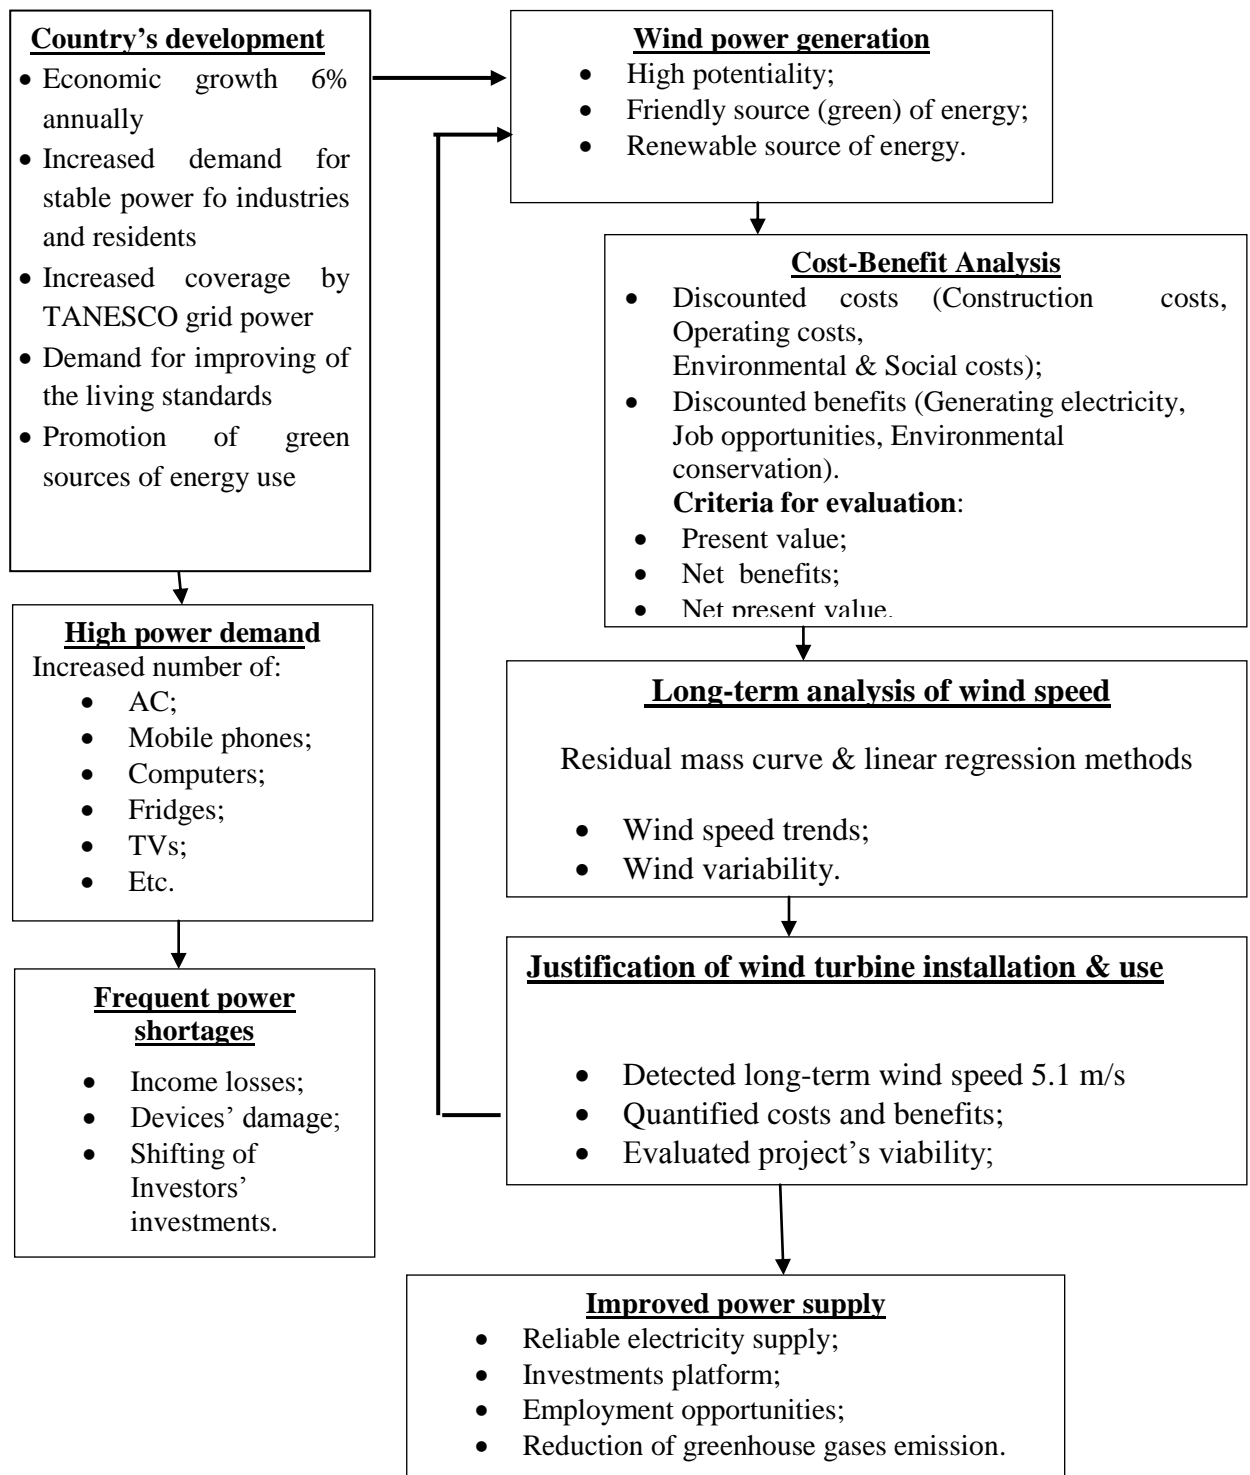 Country’s development
• Economic growth 6%
annually
• Increased demand for
stable power fo industries
and residents
• Increased coverage by
TANESCO grid power
• Demand for improving of
the living standards
• Promotion of green
sources of energy use
High power demand
Increased number of:
• AC;
• Mobile phones;
• Computers;
• Fridges;
• TVs;
• Etc.
Frequent power
shortages
• Income losses;
• Devices’ damage;
• Shifting of
Investors’
investments.
Wind power generation
• High potentiality;
• Friendly source (green) of energy;
• Renewable source of energy.
Cost-Benefit Analysis
• Discounted costs (Construction costs,
Operating costs,
Environmental & Social costs);
• Discounted benefits (Generating electricity,
Job opportunities, Environmental
conservation).
Criteria for evaluation:
• Present value;
• Net benefits;
• Net present value.
Long-term analysis of wind speed
Residual mass curve & linear regression methods
• Wind speed trends;
• Wind variability.
Justification of wind turbine installation & use
• Detected long-term wind speed 5.1 m/s
• Quantified costs and benefits;
• Evaluated project’s viability;
Improved power supply
• Reliable electricity supply;
• Investments platform;
• Employment opportunities;
• Reduction of greenhouse gases emission.